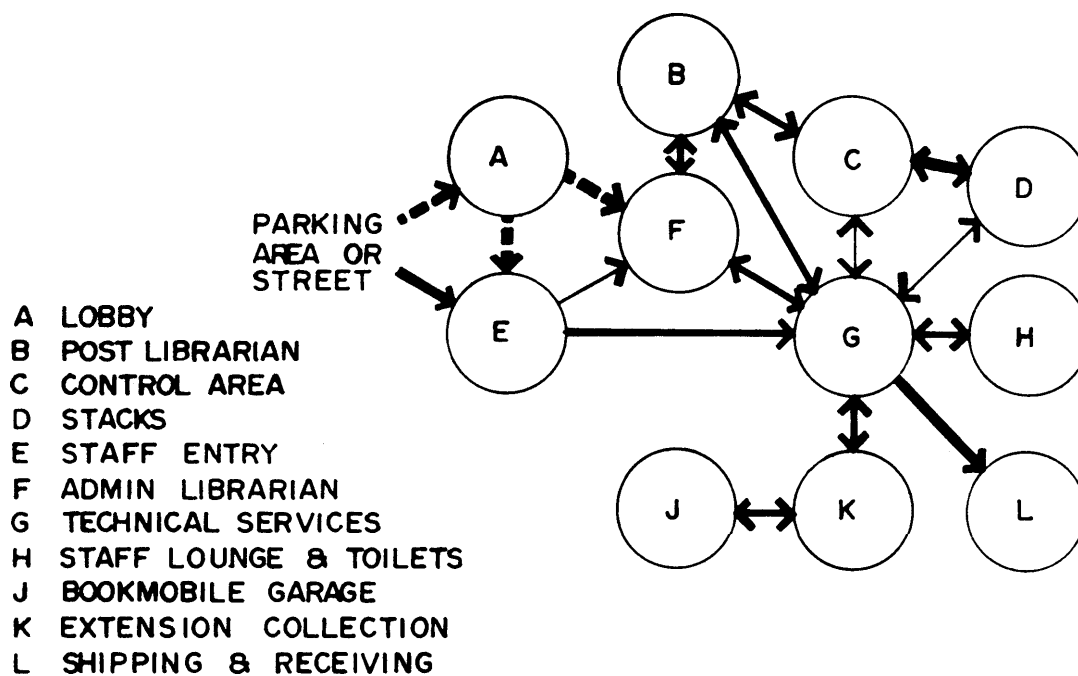 B
A
C
D
PARKING
AREA OR
STREET
F
E
G
H
J
K
L
A LOBBY
B POST LIBRARIAN
C CONTROL AREA
D STACKS
E STAFF ENTRY
F ADMIN LIBRARIAN
G TECHNICAL SERVICES
H STAFF LOUNGE & TOILETS
J BOOKMOBILE GARAGE
K EXTENSION COLLECTION
L SHIPPING & RECEIVING